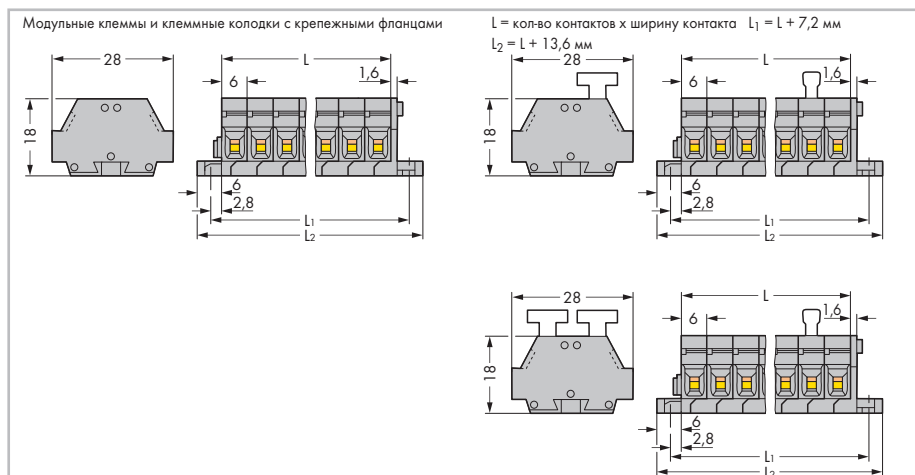 Модульные клеммы и клеммные колодки с крепежными фланцами
L = кол-во контактов x ширину контакта L1 = L + 7,2 мм
L2 = L + 13,6 мм
28
L
6
1,6
18
6
2,8
L1
L2
28
L
6
1,6
18
6
2,8
L1
L2
28
L
6
1,6
18
6
2,8
L1